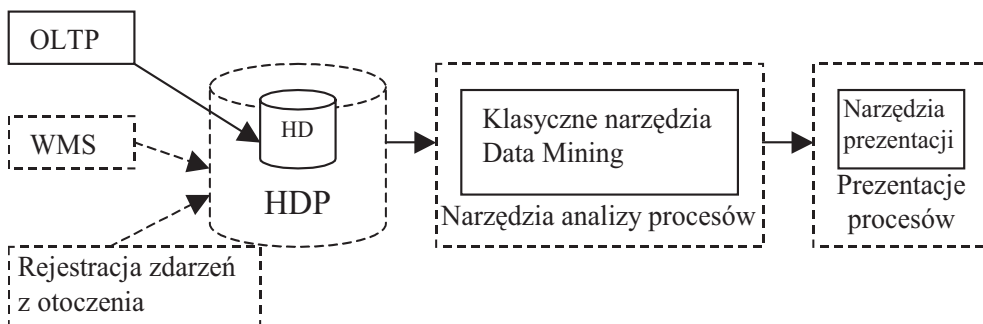 OLTP
WMS
Rejestracja zdarzeń
z otoczenia
HD
HDP
Klasyczne narzędzia
Data Mining
Narzędzia analizy procesów
Narzędzia
prezentacji
Prezentacje
procesów